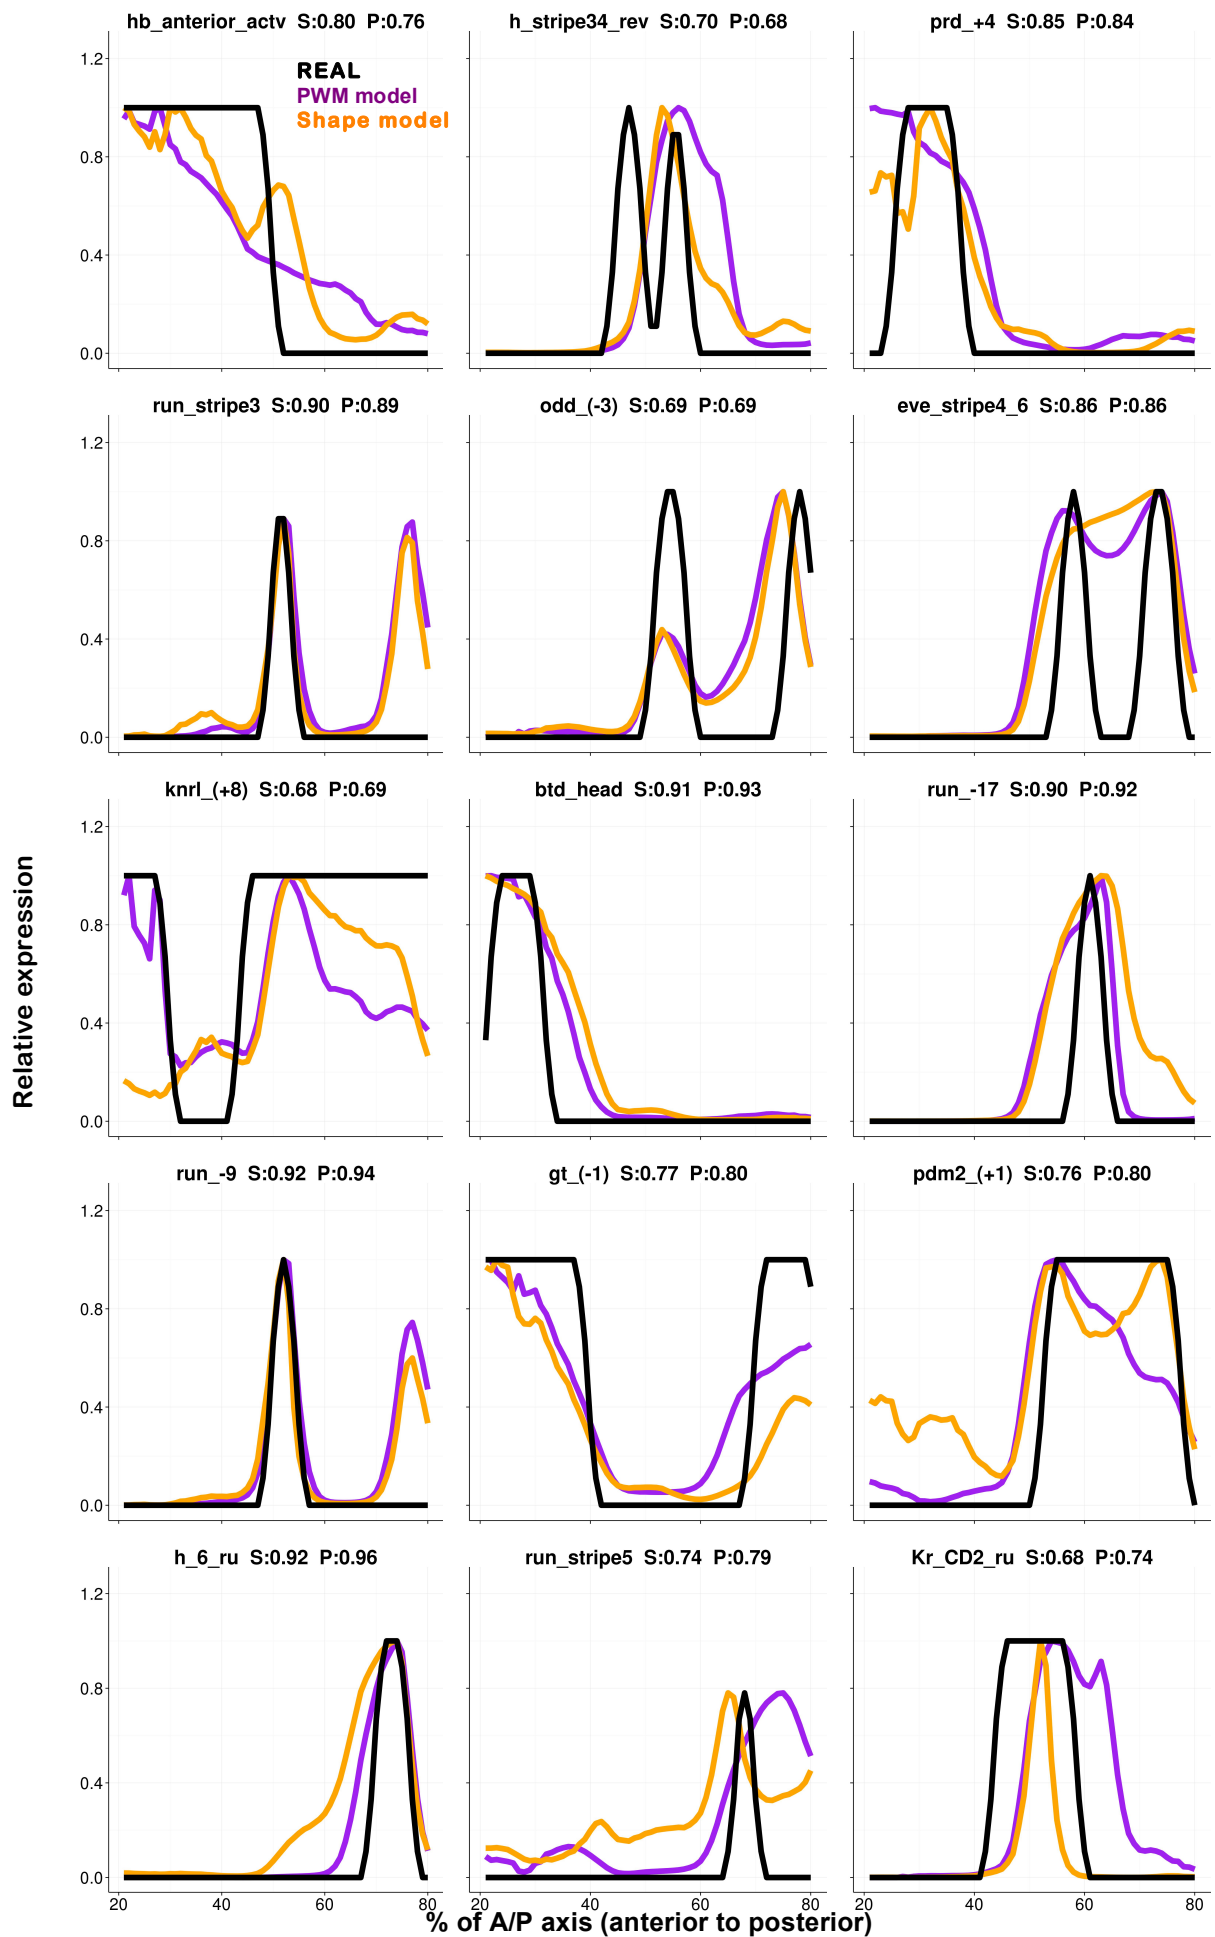 hb_anterior_actv S:0.80 P:0.76
h_stripe34_rev S:0.70 P:0.68
prd_+4 S:0.85 P:0.84
REAL
PWM model
Shape model
1.2
0.8
0.4
0.0
run_stripe3 S:0.90 P:0.89
odd_(-3) S:0.69 P:0.69
eve_stripe4_6 S:0.86 P:0.86
1.2
0.8
0.4
0.0
knrl_(+8) S:0.68 P:0.69
btd_head S:0.91 P:0.93
run_-17 S:0.90 P:0.92
1.2
0.8
0.4
0.0
Relative expression
run_-9 S:0.92 P:0.94
gt_(-1) S:0.77 P:0.80
pdm2_(+1) S:0.76 P:0.80
1.2
0.8
0.4
0.0
h_6_ru S:0.92 P:0.96
run_stripe5 S:0.74 P:0.79
Kr_CD2_ru S:0.68 P:0.74
1.2
0.8
0.4
0.0
20 40 60 80 20 40 60 80 20 40 60 80
% of A/P axis (anterior to posterior)